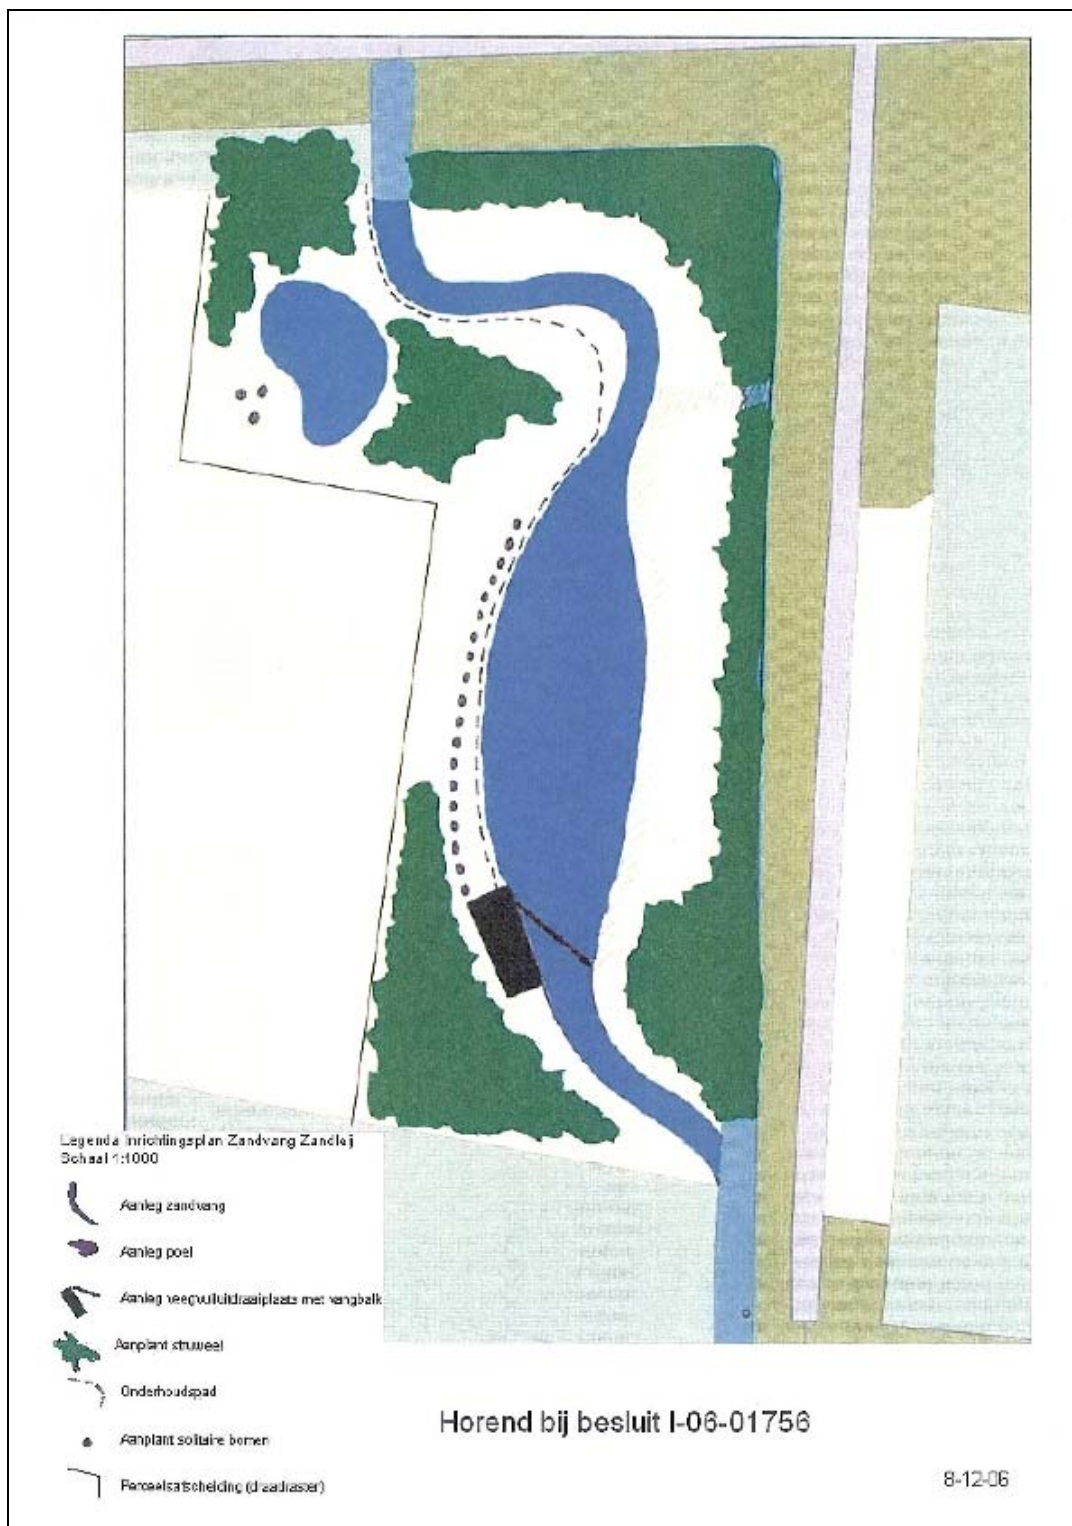 Legenda Inrichtingsplan Zandvang Zandleij
Schaal 1:1000
Aanleg zandvang
Aanleg poel
Aanleg veegvuiluitdraaiplaats met vangbalk
Aanplant struweel
Onderhoudspad
Aanplant solitaire bomen
Perceelsafscheiding (draadraster)
Horend bij besluit I-06-01756
8-12-06